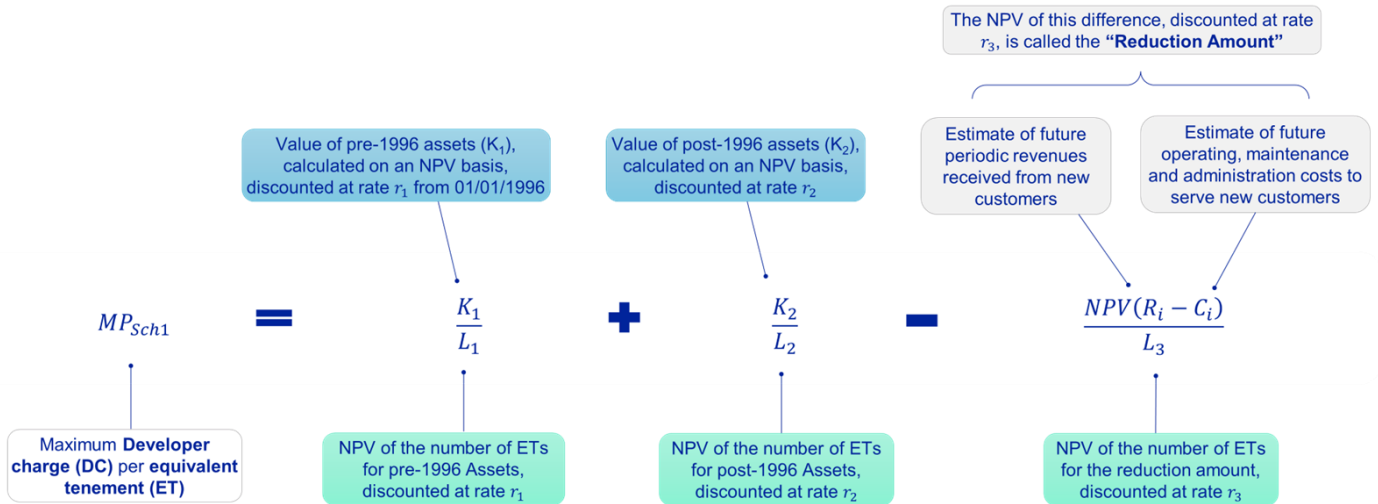 The NPV of this difference, discounted at rate
r₃, is called the “Reduction Amount”
Value of pre-1996 assets (K₁),
calculated on an NPV basis,
discounted at rate r₁ from 01/01/1996
Value of post-1996 assets (K₂),
calculated on an NPV basis,
discounted at rate r₂
Estimate of future
periodic revenues
received from new
customers
Estimate of future
operating, maintenance
and administration costs to
serve new customers
MP_Sch1
=
K₁
L₁
+
K₂
L₂
−
NPV(Rᵢ − Cᵢ)
L₃
Maximum Developer
charge (DC) per equivalent
tenement (ET)
NPV of the number of ETs
for pre-1996 Assets,
discounted at rate r₁
NPV of the number of ETs
for post-1996 Assets,
discounted at rate r₂
NPV of the number of ETs
for the reduction amount,
discounted at rate r₃